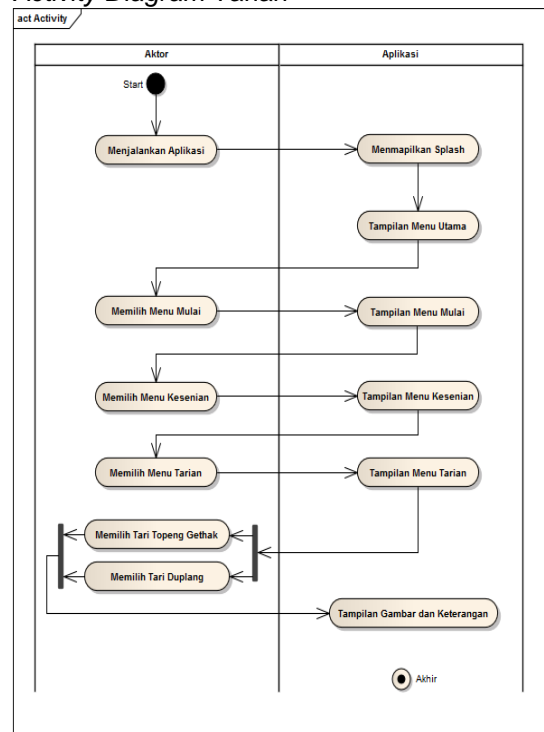 Activity Diagram Tarian
act Activity
Aktor Aplikasi
Start
Menjalankan Aplikasi Menmapilkan Splash
Tampilan Menu Utama
Memilih Menu Mulai Tampilan Menu Mulai
Memilih Menu Kesenian Tampilan Menu Kesenian
Memilih Menu Tarian Tampilan Menu Tarian
Memilih Tari Topeng Gethak
Memilih Tari Duplang
Tampilan Gambar dan Keterangan
Akhir